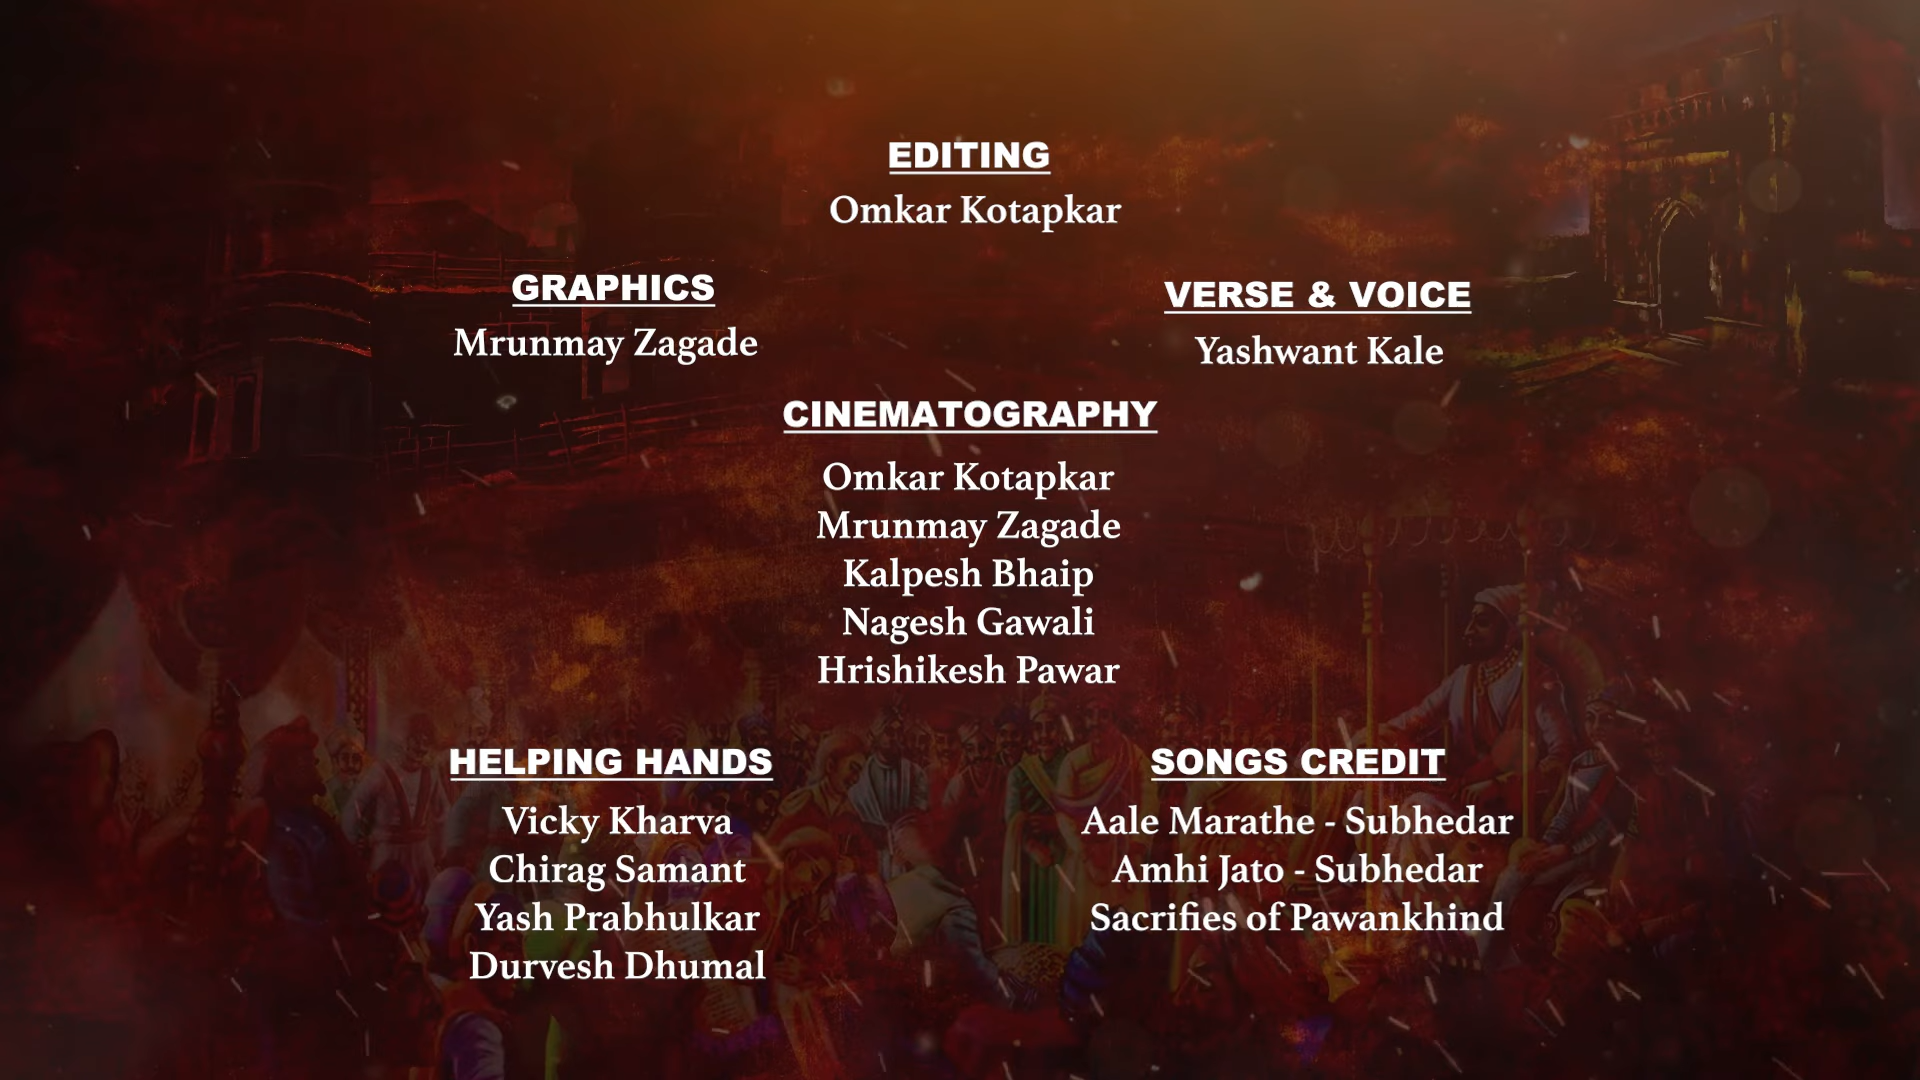 EDITING
Omkar Kotapkar
GRAPHICS
Mrunmay Zagade
VERSE & VOICE
Yashwant Kale
CINEMATOGRAPHY
Omkar Kotapkar
Mrunmay Zagade
Kalpesh Bhaip
Nagesh Gawali
Hrishikesh Pawar
HELPING HANDS
Vicky Kharva
Chirag Samant
Yash Prabhulkar
Durvesh Dhumal
SONGS CREDIT
Aale Marathe - Subhedar
Amhi Jato - Subhedar
Sacrifies of Pawankhind